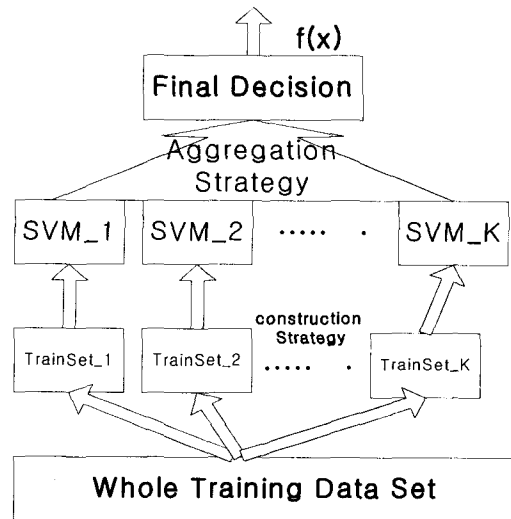 f(x)
Final Decision
Aggregation
Strategy
SVM_1 SVM_2 ..... . SVM_K
construction
Strategy
TrainSet_1 TrainSet_2 ..... . TrainSet_K
Whole Training Data Set